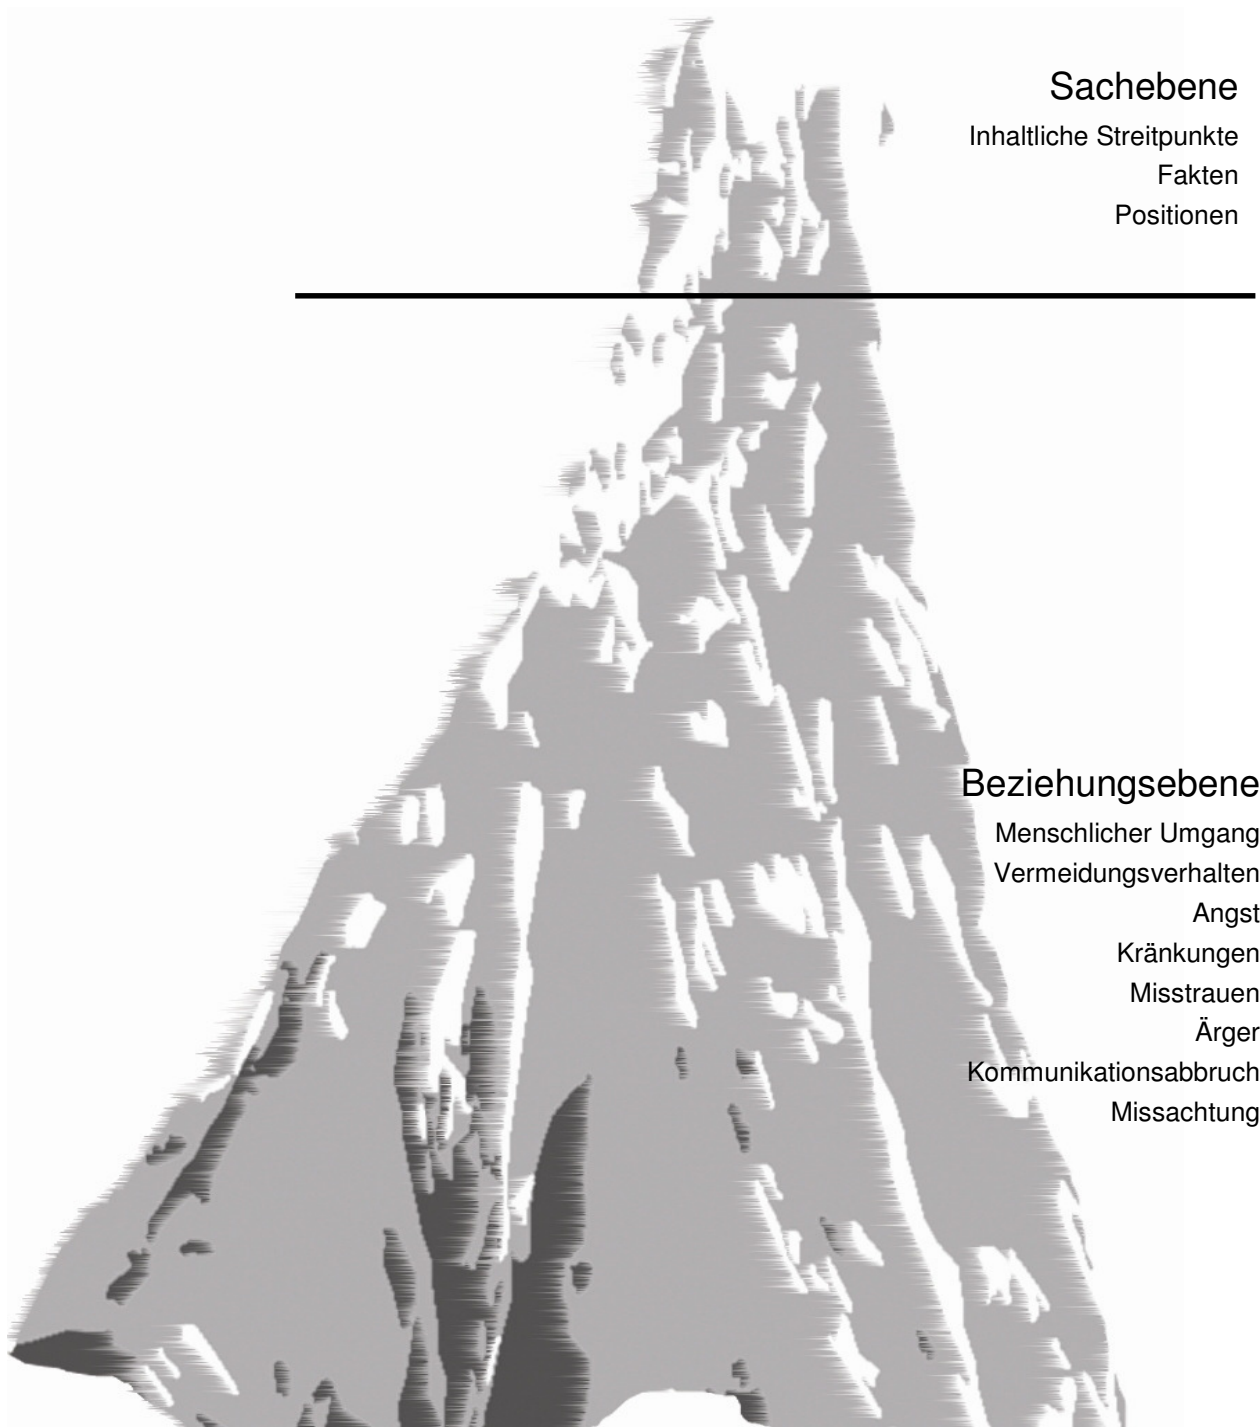 Sachebene
Inhaltliche Streitpunkte
Fakten
Positionen
Beziehungsebene
Menschlicher Umgang
Vermeidungsverhalten
Angst
Kränkungen
Misstrauen
Ärger
Kommunikationsabbruch
Missachtung